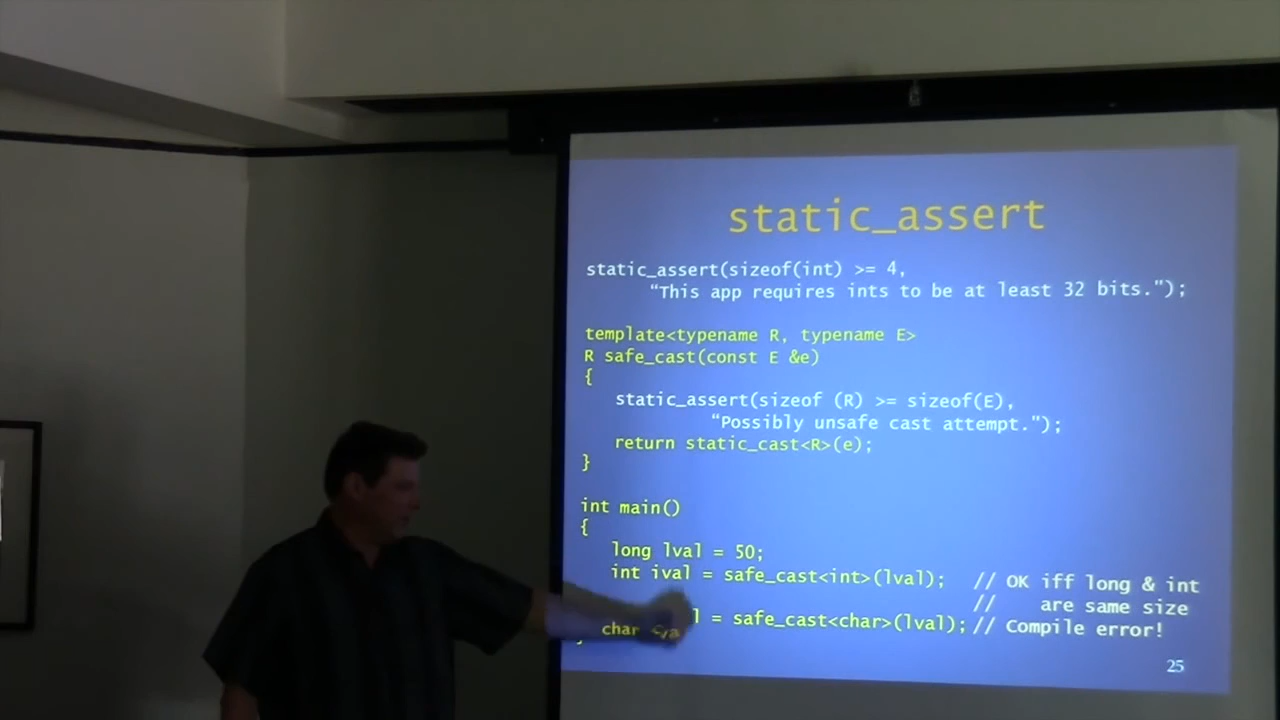 static_assert
static_assert(sizeof(int) >= 4,
“This app requires ints to be at least 32 bits.”);
template<typename R, typename E>
R safe_cast(const E &e)
{
static_assert(sizeof (R) >= sizeof(E),
“Possibly unsafe cast attempt.”);
return static_cast<R>(e);
}
int main()
{
long lval = 50;
int ival = safe_cast<int>(lval); // OK iff long & int
// are same size
char cval = safe_cast<char>(lval); // Compile error!
25